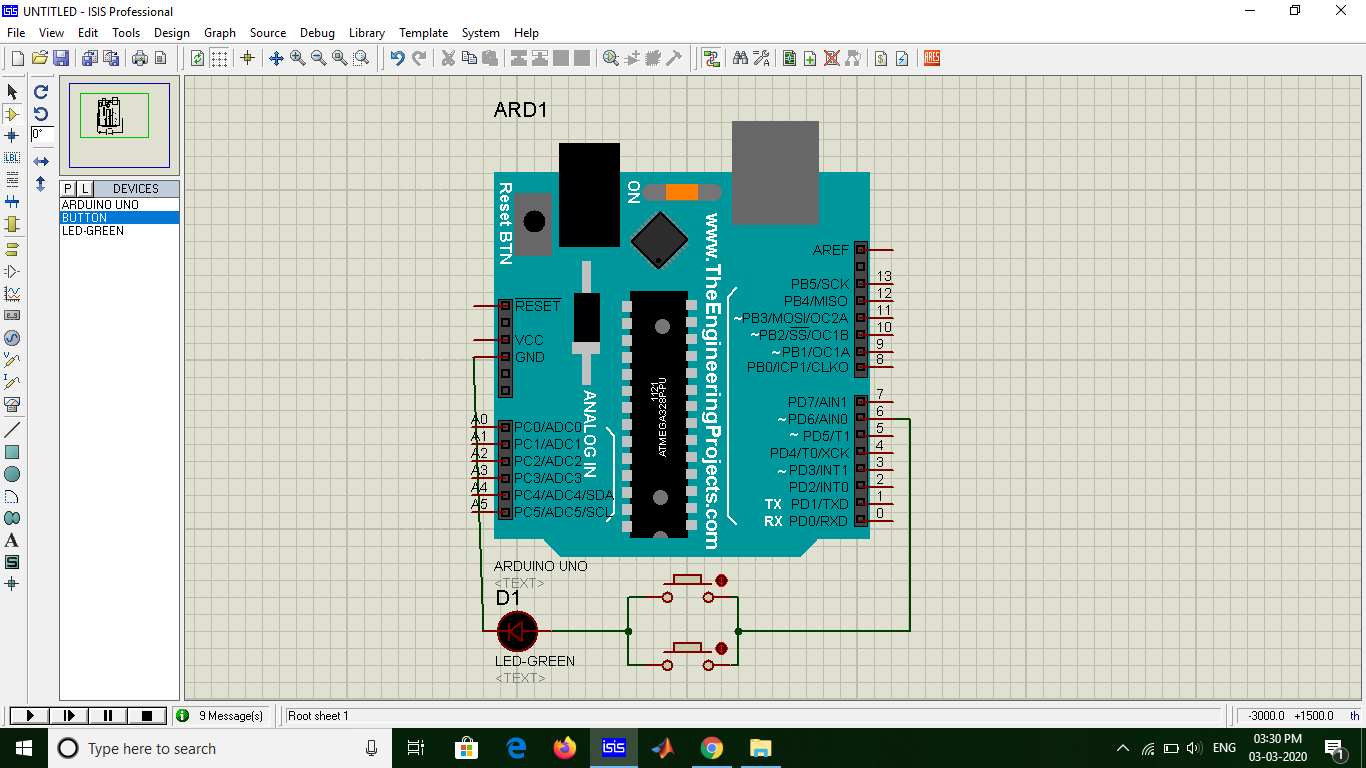 UNTITLED - ISIS Professional
File View Edit Tools Design Graph Source Debug Library Template System Help
LBL
0°
P L DEVICES
ARDUINO UNO
BUTTON
LED-GREEN
A
S
ARES
ARD1
Reset BTN
ON
www.TheEngineeringProjects.com
1121
ATMEGA328P-PU
ANALOG IN
RESET
VCC
GND
A0 PC0/ADC0
A1 PC1/ADC1
A2 PC2/ADC2
A3 PC3/ADC3
A4 PC4/ADC4/SDA
A5 PC5/ADC5/SCL
AREF
PB5/SCK 13
PB4/MISO 12
~PB3/MOSI/OC2A 11
~PB2/SS/OC1B 10
~PB1/OC1A 9
PB0/ICP1/CLKO 8
PD7/AIN1 7
~PD6/AIN0 6
~PD5/T1 5
PD4/T0/XCK 4
~PD3/INT1 3
PD2/INT0 2
TX PD1/TXD 1
RX PD0/RXD 0
ARDUINO UNO
<TEXT>
D1
LED-GREEN
<TEXT>
9 Message(s) Root sheet 1 -3000.0 +1500.0 th
Type here to search
isis
ENG
03:30 PM
03-03-2020
1